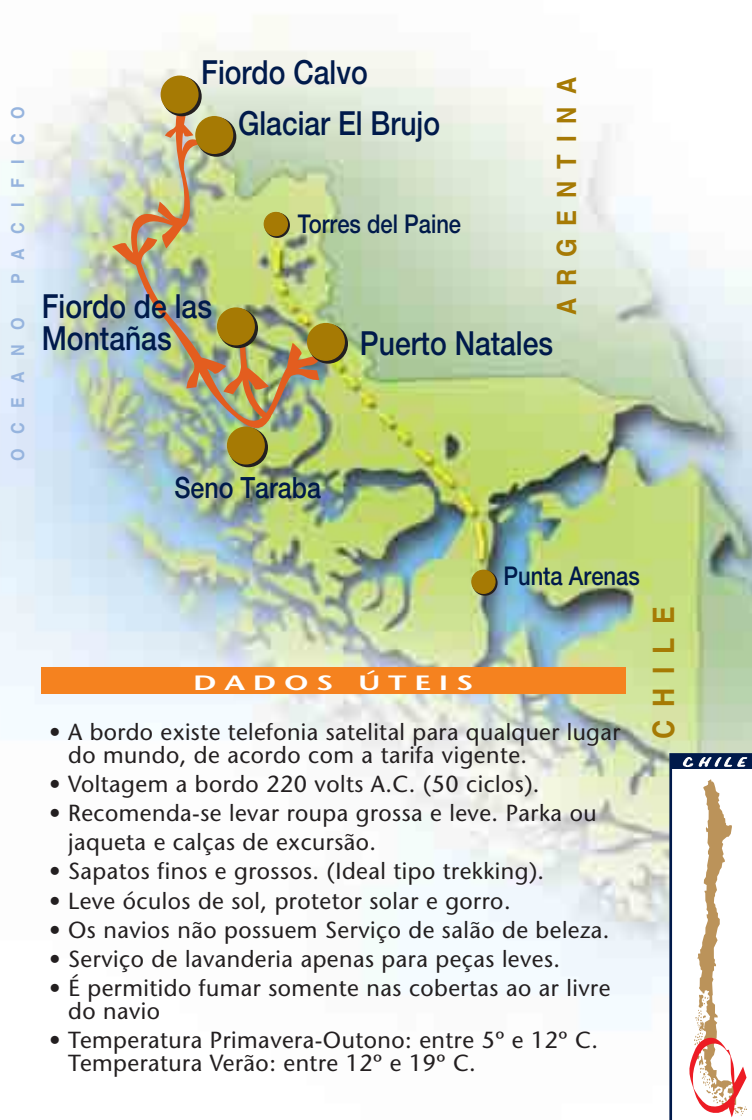 Fiordo Calvo
Glaciar El Brujo
OCEANO PACIFICO
ARGENTINA
Torres del Paine
Fiordo de las
Montañas
Puerto Natales
Seno Taraba
Punta Arenas
CHILE
DADOS ÚTEIS
• A bordo existe telefonia satelital para qualquer lugar
do mundo, de acordo com a tarifa vigente.
• Voltagem a bordo 220 volts A.C. (50 ciclos).
• Recomenda-se levar roupa grossa e leve. Parka ou
jaqueta e calças de excursão.
• Sapatos finos e grossos. (Ideal tipo trekking).
• Leve óculos de sol, protetor solar e gorro.
• Os navios não possuem Serviço de salão de beleza.
• Serviço de lavanderia apenas para peças leves.
• É permitido fumar somente nas cobertas ao ar livre
do navio
• Temperatura Primavera-Outono: entre 5º e 12º C.
Temperatura Verão: entre 12º e 19º C.
CHILE